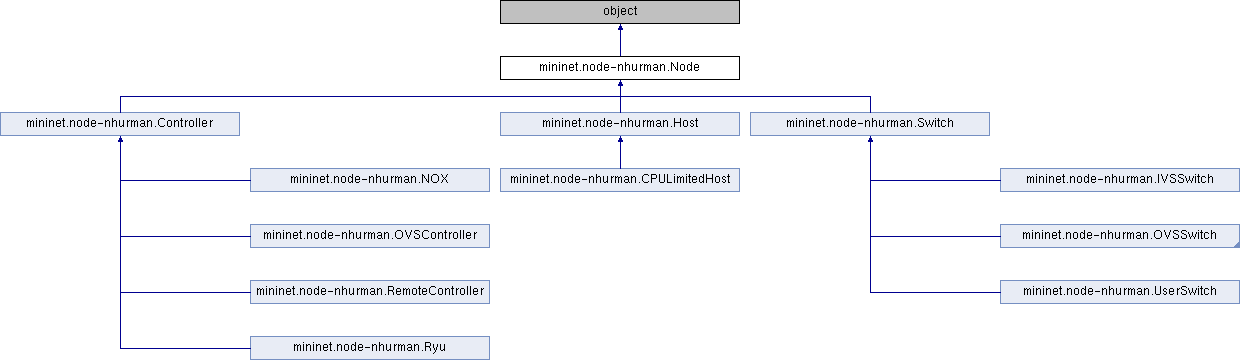 object
mininet.node-nhurman.Node
mininet.node-nhurman.Controller
mininet.node-nhurman.Host
mininet.node-nhurman.Switch
mininet.node-nhurman.NOX
mininet.node-nhurman.CPULimitedHost
mininet.node-nhurman.IVSSwitch
mininet.node-nhurman.OVSController
mininet.node-nhurman.OVSSwitch
mininet.node-nhurman.RemoteController
mininet.node-nhurman.UserSwitch
mininet.node-nhurman.Ryu